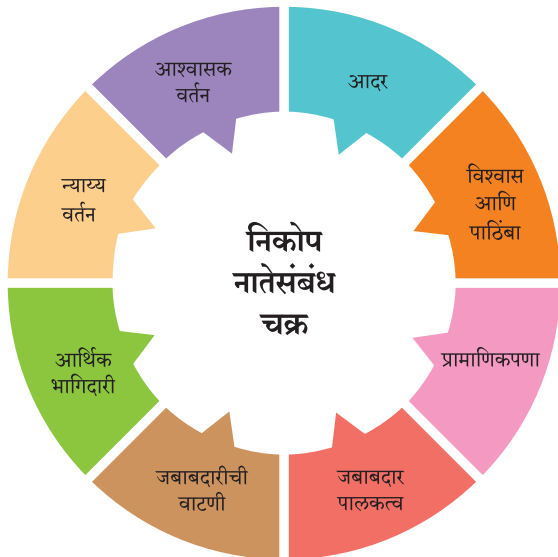 निकोप
नातेसंबंध
चक्र
आदर
विश्वास
आणि
पाठिंबा
प्रामाणिकपणा
जबाबदार
पालकत्व
जबाबदारीची
वाटणी
आर्थिक
भागिदारी
न्याय्य
वर्तन
आश्वासक
वर्तन